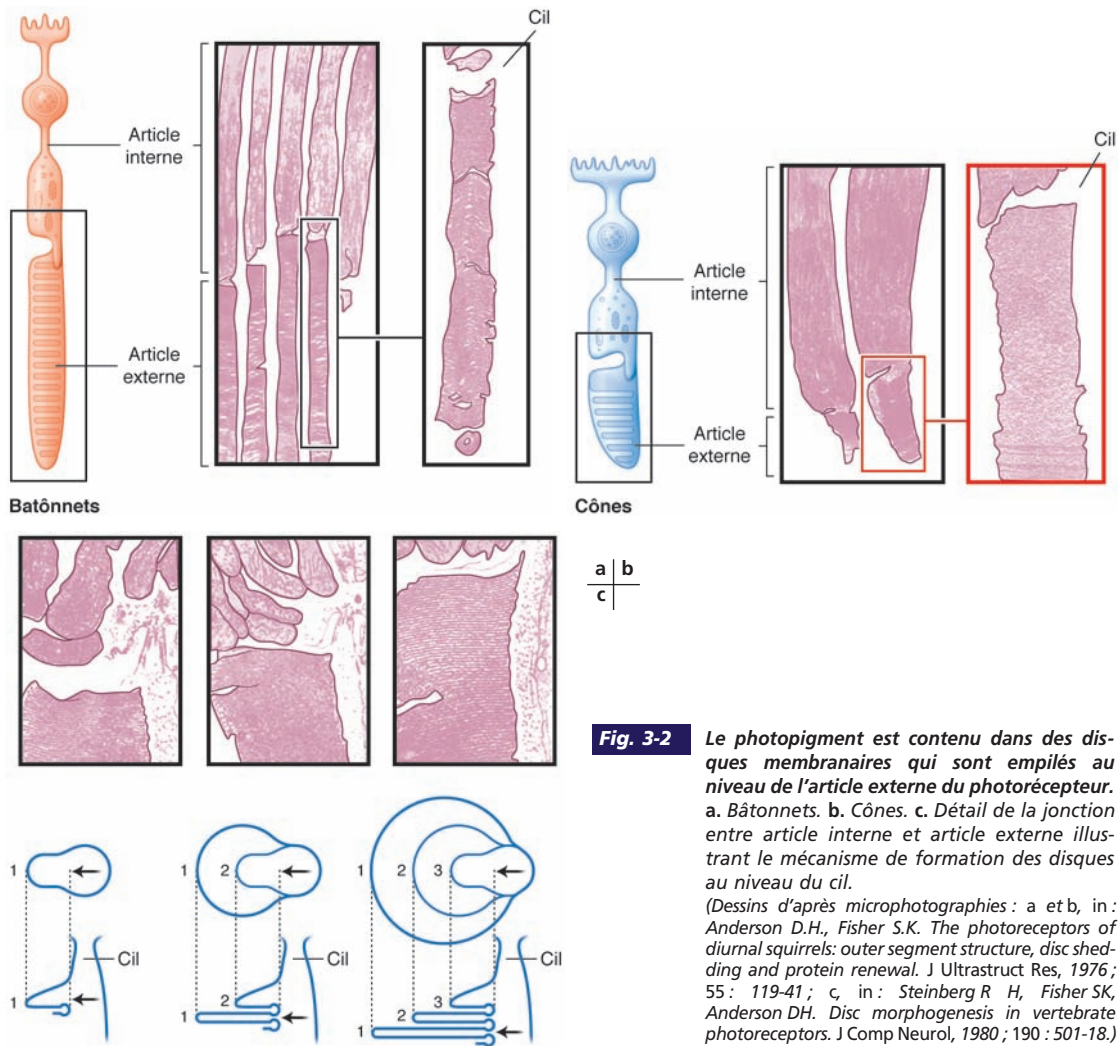 Cil
Article
interne
Article
externe
Batônnets
Cil
Article
interne
Article
externe
Cônes
a b
c
1
Cil
1
1 2
1 2
1 2 3
Cil
3
2
1
Fig. 3-2 Le photopigment est contenu dans des dis-
ques membranaires qui sont empilés au
niveau de l'article externe du photorécepteur.
a. Bâtonnets. b. Cônes. c. Détail de la jonction
entre article interne et article externe illus-
trant le mécanisme de formation des disques
au niveau du cil.
(Dessins d'après microphotographies : a et b, in :
Anderson D.H., Fisher S.K. The photoreceptors of
diurnal squirrels: outer segment structure, disc shed-
ding and protein renewal. J Ultrastruct Res, 1976 ;
55 : 119-41 ; c, in : Steinberg R H, Fisher SK,
Anderson DH. Disc morphogenesis in vertebrate
photoreceptors. J Comp Neurol, 1980 ; 190 : 501-18.)